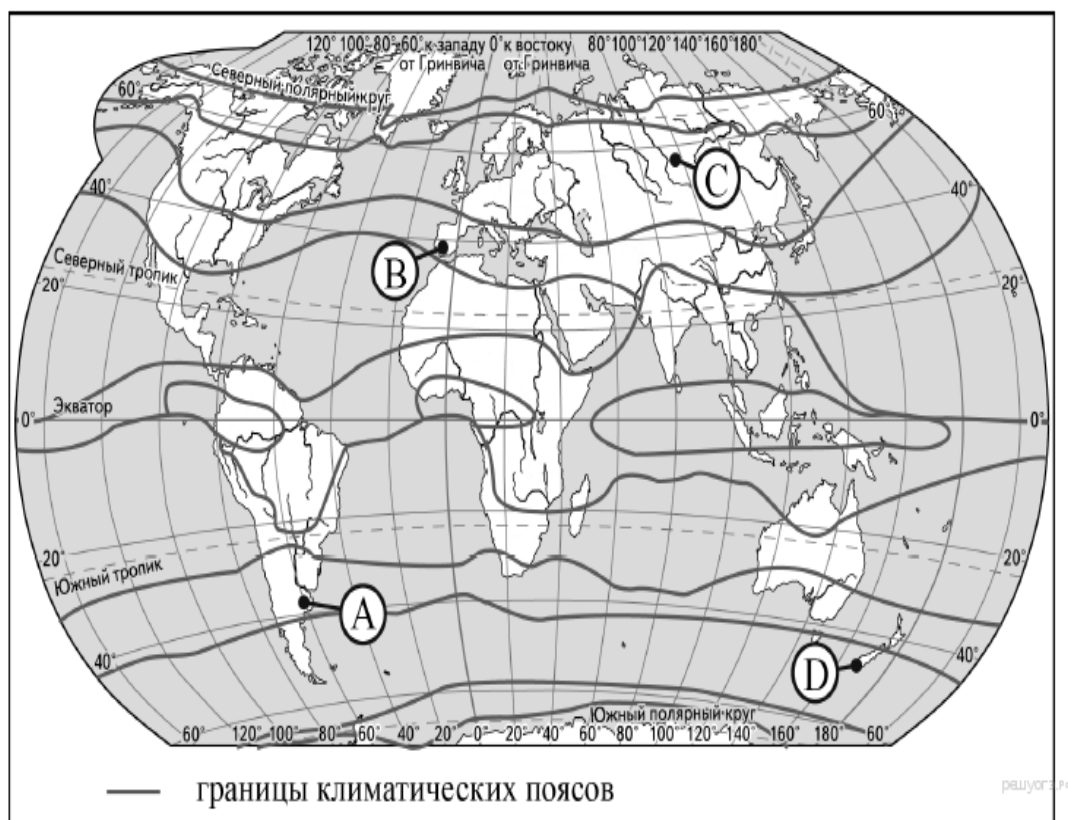 120° 100° 80° 60° к западу 0° к востоку 80° 100° 120° 140° 160° 180°
от Гринвича от Гринвича
Северный полярный круг
60°
60°
C
40°
40°
B
Северный тропик
20°
20°
Экватор
0°
0°
20°
20°
Южный тропик
A
40°
40°
D
Южный полярный круг
60° 120° 100° 80° 60° 40° 20° 0° 20° 40° 60° 80° 100° 120° 140° 160° 180° 60°
границы климатических поясов